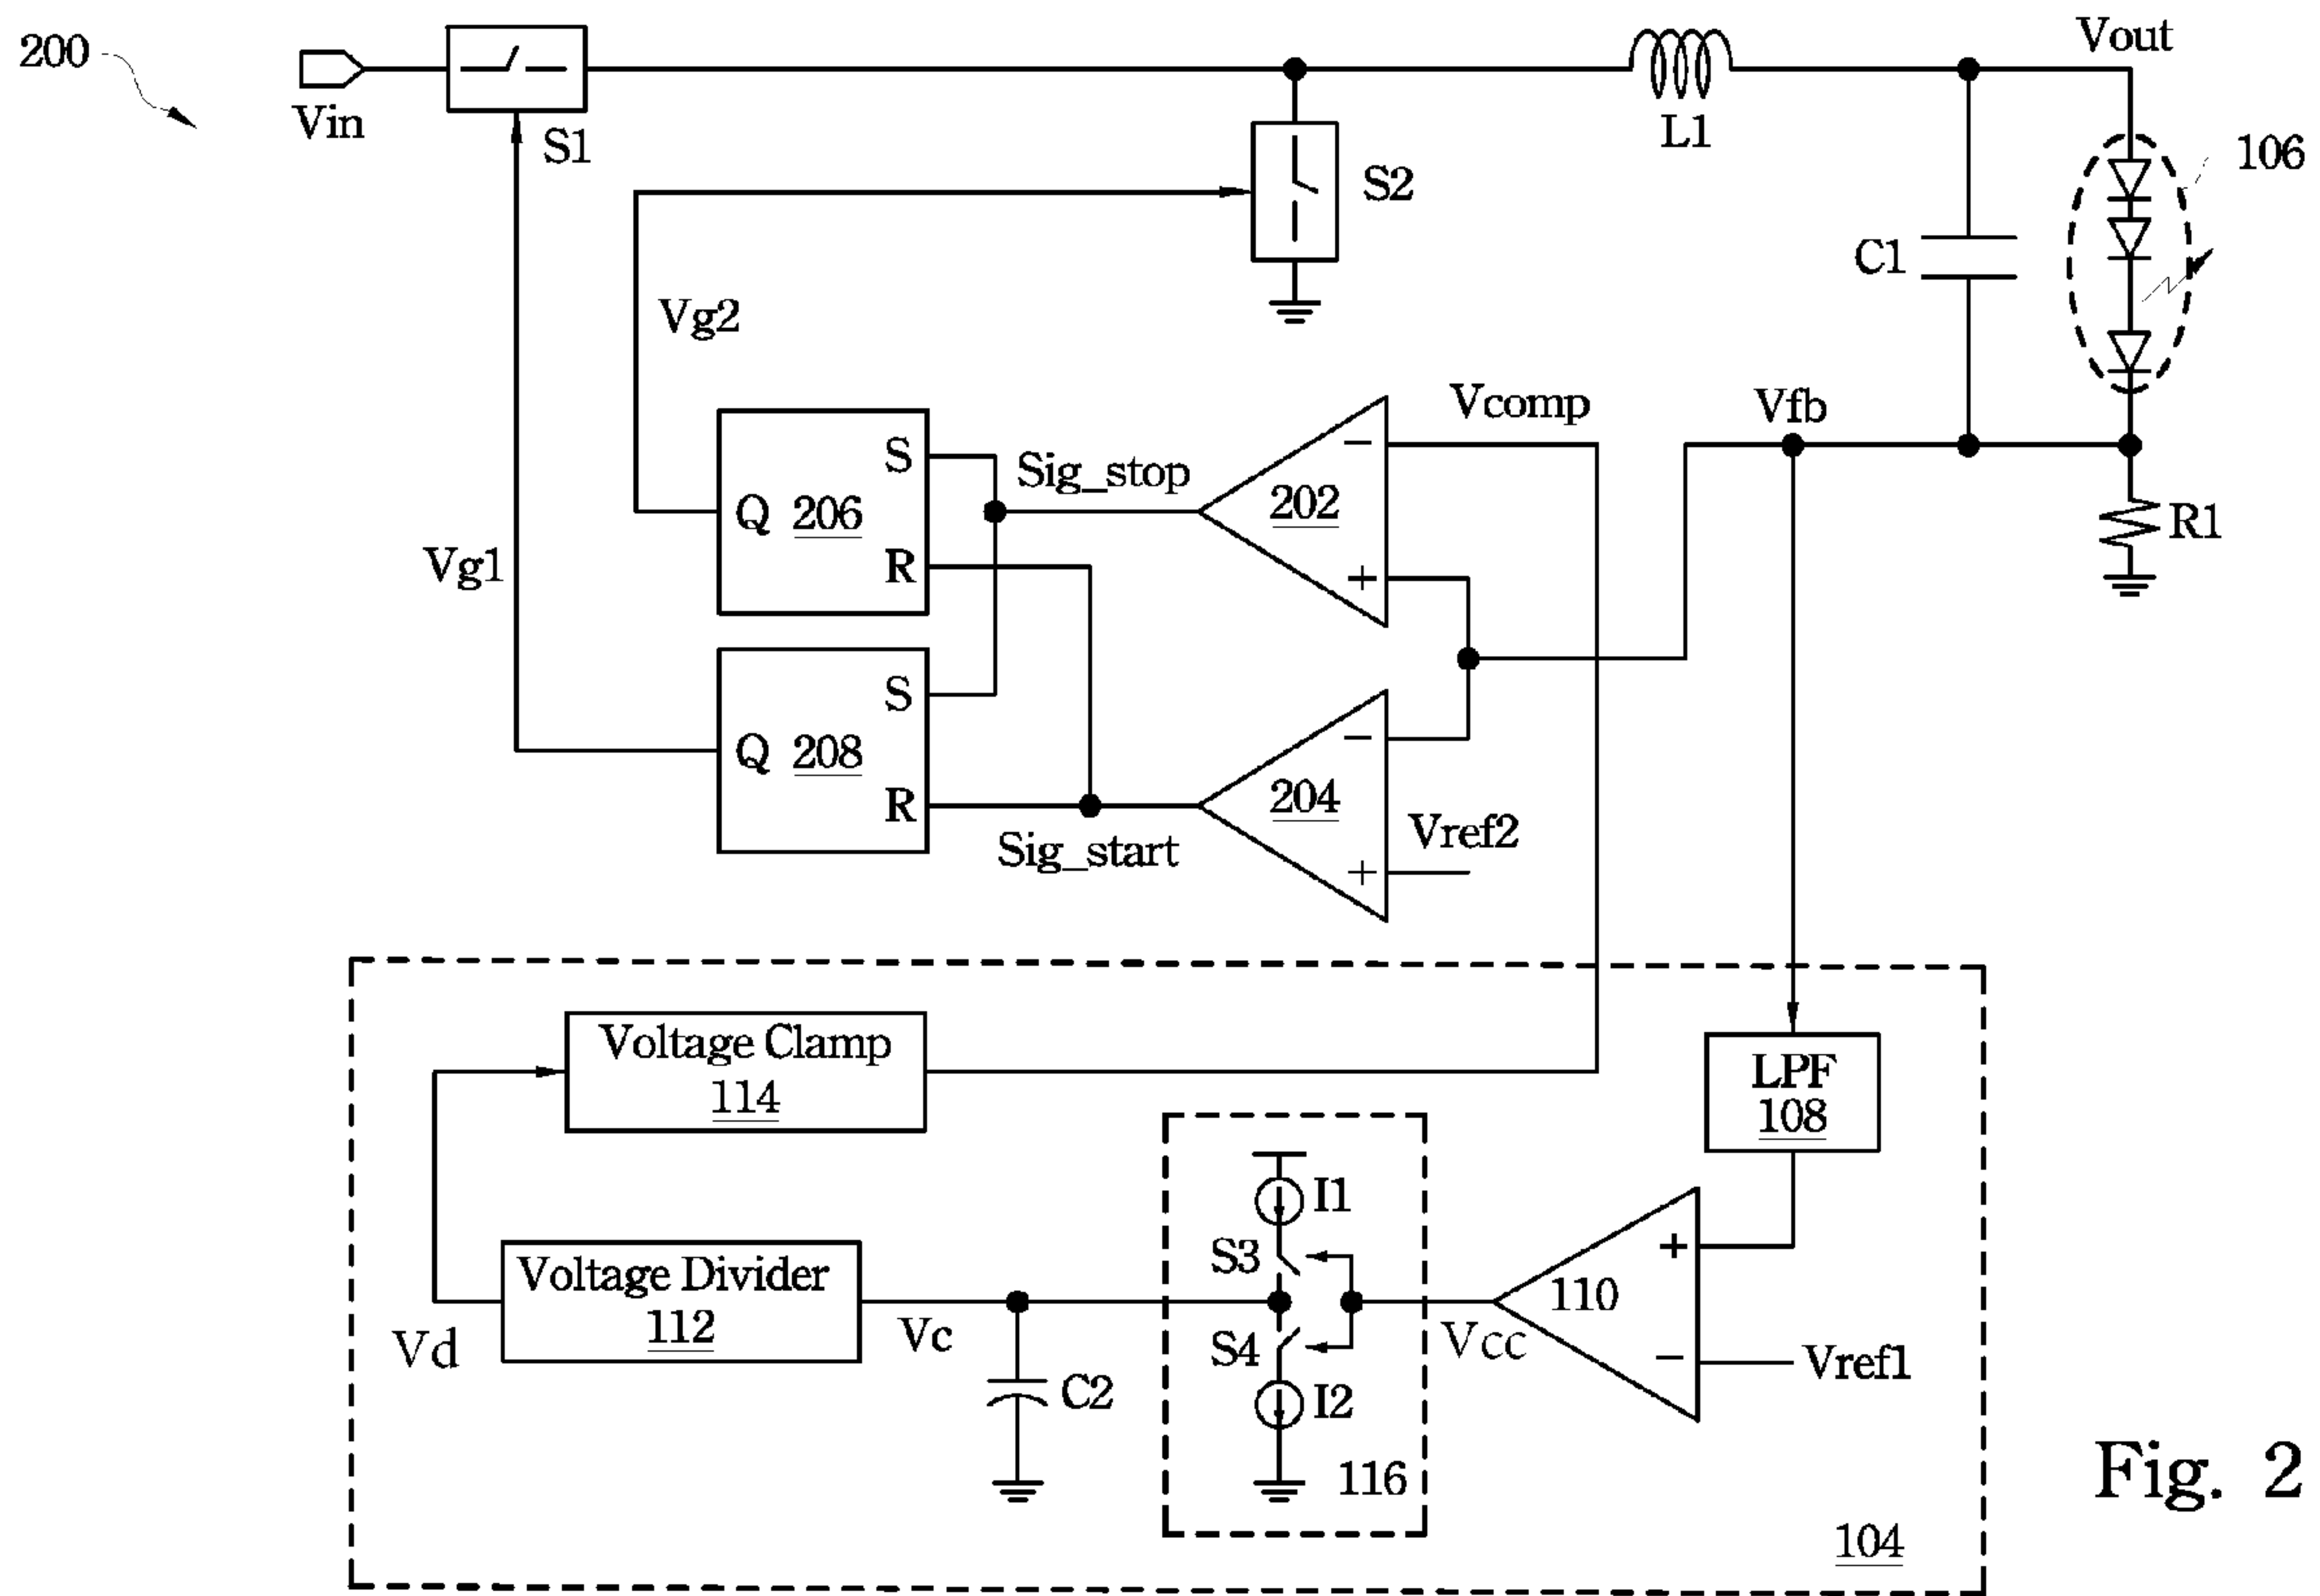 200
Vin
S1
Vout
L1
S2
106
C1
Vg2
Vcomp
Vfb
S
Sig_stop
−
202
Q 206
R
+
R1
Vg1
S
−
Q 208
204
R
Vref2
Sig_start
+
Voltage Clamp
114
LPF
108
I1
S3
+
Voltage Divider
112
110
Vd
Vc
S4
Vcc
−
Vref1
C2
I2
116
104
Fig. 2